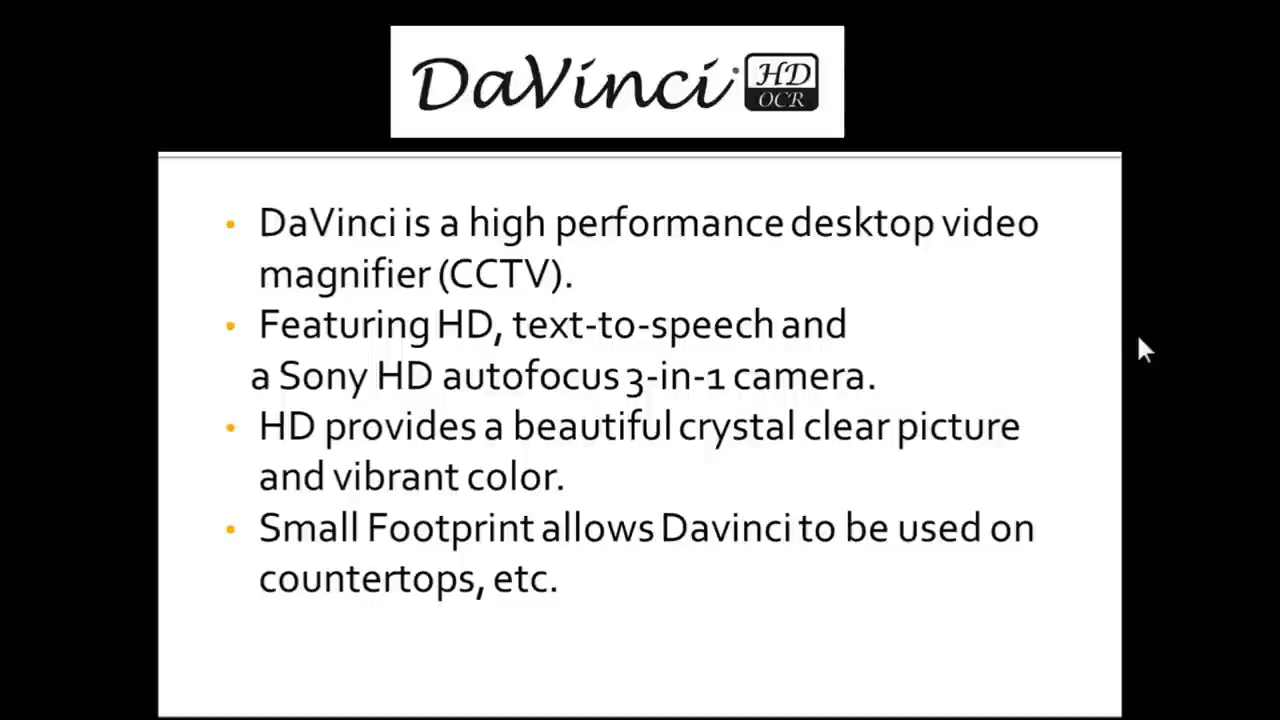 DaVinci HD
OCR
• DaVinci is a high performance desktop video
magnifier (CCTV).
• Featuring HD, text-to-speech and
a Sony HD autofocus 3-in-1 camera.
• HD provides a beautiful crystal clear picture
and vibrant color.
• Small Footprint allows Davinci to be used on
countertops, etc.